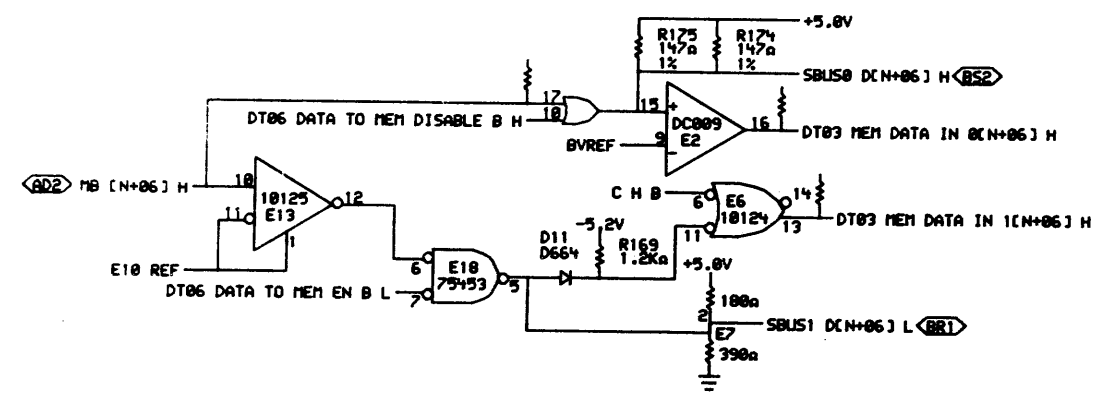 +5.0V
R175
147Ω
1%
R174
147Ω
1%
SBUS0 D[N+06] H BS2
17
18
DT06 DATA TO MEM DISABLE B H
15
+
DC009
E2
16
DT03 MEM DATA IN 0[N+06] H
BVREF
9
-
AD2 MB [N+06] H
10
10125
E13
12
11
1
E10 REF
C H B
6
E6
10124
14
13
DT03 MEM DATA IN 1[N+06] H
11
-5.2V
D11
D664
R169
1.2KΩ
6
E18
75453
5
7
DT06 DATA TO MEM EN B L
+5.0V
180Ω
2
SBUS1 D[N+06] L BR1
E7
390Ω